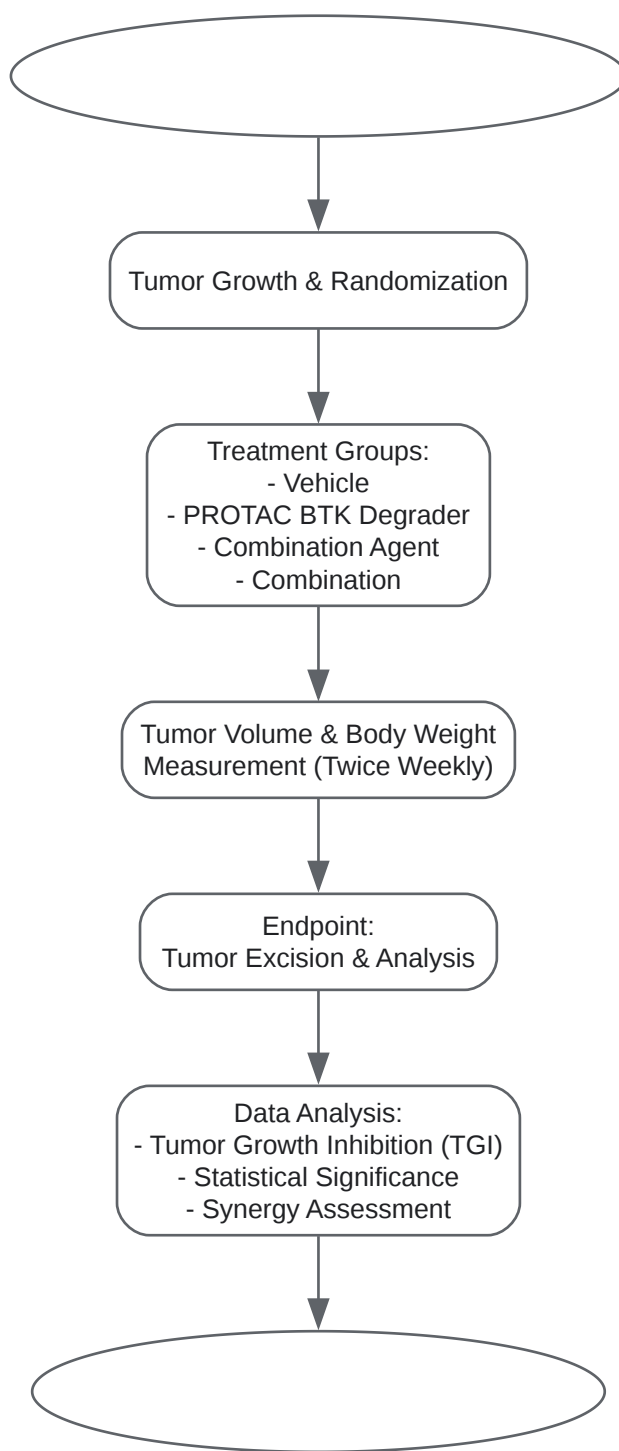 Tumor Growth & Randomization
Treatment Groups:
- Vehicle
- PROTAC BTK Degrader
- Combination Agent
- Combination
Tumor Volume & Body Weight
Measurement (Twice Weekly)
Endpoint:
Tumor Excision & Analysis
Data Analysis:
- Tumor Growth Inhibition (TGI)
- Statistical Significance
- Synergy Assessment